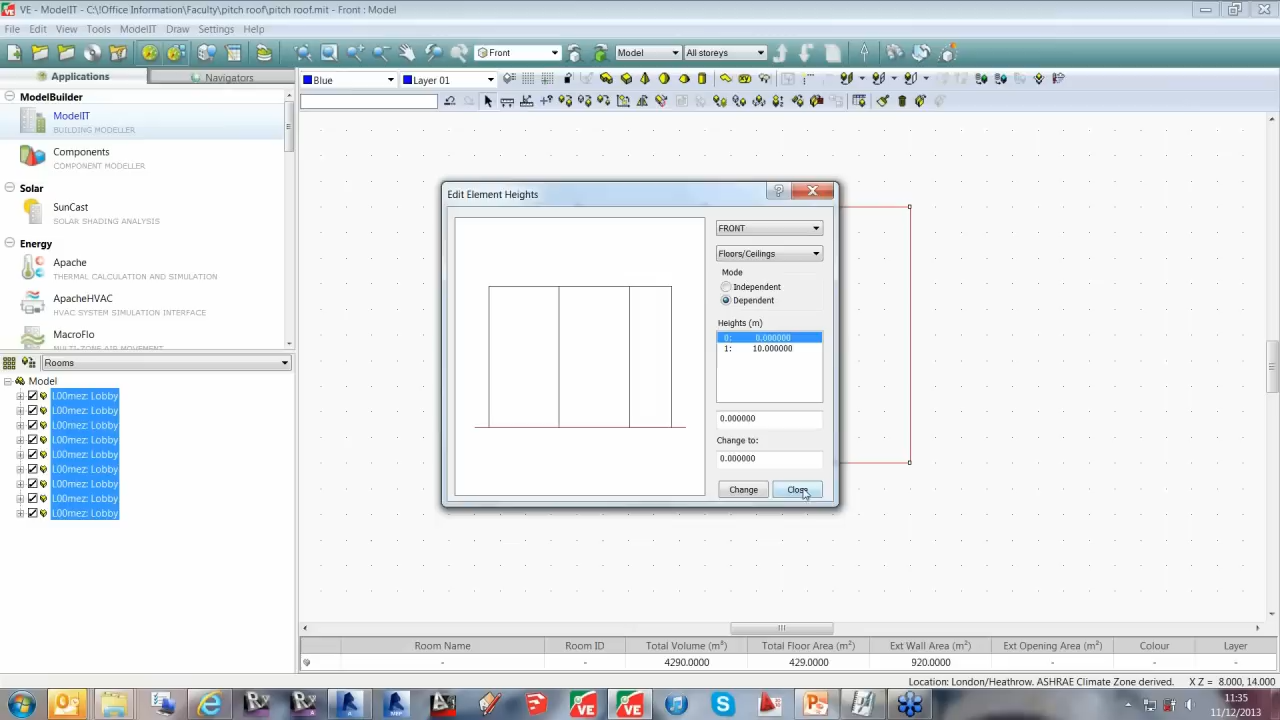 VE - ModelIT - C:\!Office Information\Faculty\pitch roof\pitch roof.mit - Front : Model
File Edit View Tools ModelIT Draw Settings Help
Front Model All storeys
Applications Navigators
Blue Layer 01
ModelBuilder
ModelIT
BUILDING MODELLER
Components
COMPONENT MODELLER
Solar
SunCast
SOLAR SHADING ANALYSIS
Energy
Apache
THERMAL CALCULATION AND SIMULATION
ApacheHVAC
HVAC SYSTEM SIMULATION INTERFACE
MacroFlo
MULTI-ZONE AIR MOVEMENT
Rooms
Model
L00mez: Lobby
L00mez: Lobby
L00mez: Lobby
L00mez: Lobby
L00mez: Lobby
L00mez: Lobby
L00mez: Lobby
L00mez: Lobby
L00mez: Lobby
Edit Element Heights
FRONT
Floors/Ceilings
Mode
Independent
Dependent
Heights (m)
0: 0.000000
1: 10.000000
0.000000
Change to:
0.000000
Change Close
Room Name Room ID Total Volume (m³) Total Floor Area (m²) Ext Wall Area (m²) Ext Opening Area (m²) Colour Layer
- - 4290.0000 429.0000 920.0000 - - -
Location: London/Heathrow. ASHRAE Climate Zone derived. X Z = 8.000, 14.000
11:35
11/12/2013